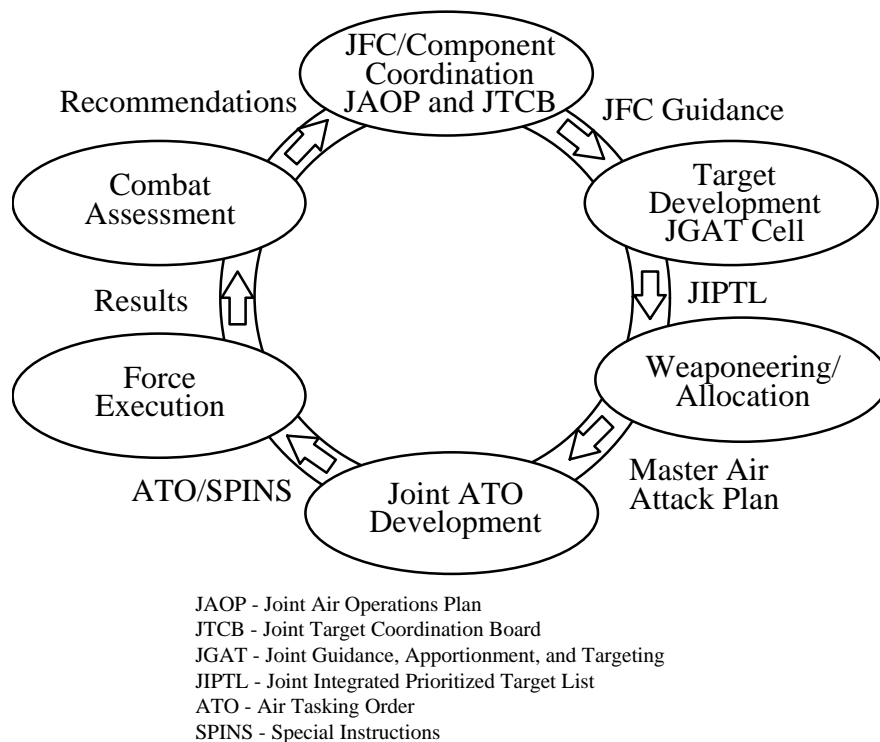 JFC/Component
Coordination
JAOP and JTCB
Recommendations
JFC Guidance
Combat
Assessment
Target
Development
JGAT Cell
Results
JIPTL
Force
Execution
Weaponeering/
Allocation
ATO/SPINS
Joint ATO
Development
Master Air
Attack Plan
JAOP - Joint Air Operations Plan
JTCB - Joint Target Coordination Board
JGAT - Joint Guidance, Apportionment, and Targeting
JIPTL - Joint Integrated Prioritized Target List
ATO - Air Tasking Order
SPINS - Special Instructions